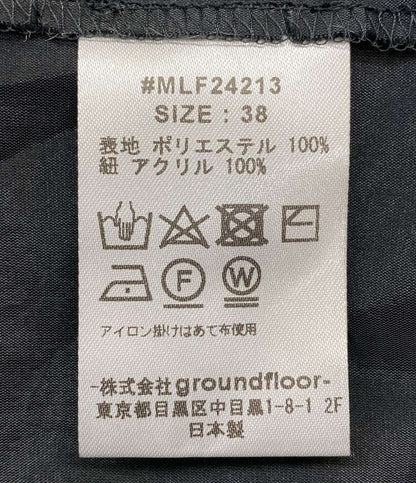 #MLF24213
SIZE : 38
表地 ポリエステル 100%
紐 アクリル 100%
F W
アイロン掛けはあて布使用
-株式会社groundfloor-
東京都目黒区中目黒1-8-1 2F
日本製